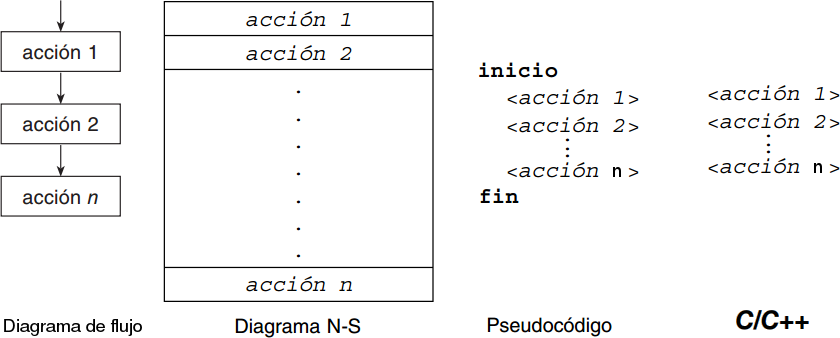 acción 1
acción 2
acción n
Diagrama de flujo
acción 1
acción 2
.
.
.
.
.
.
.
acción n
Diagrama N-S
inicio
<acción 1>
<acción 2>
⋮
<acción n>
fin
Pseudocódigo
<acción 1>
<acción 2>
⋮
<acción n>
C/C++